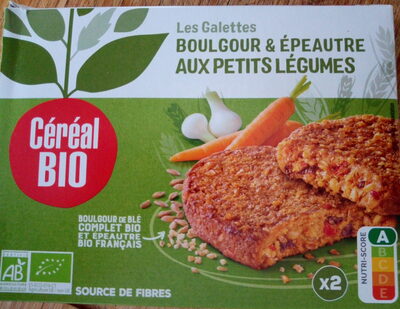 Les Galettes
BOULGOUR & ÉPEAUTRE
AUX PETITS LÉGUMES
Céréal
BIO
BOULGOUR DE BLÉ
COMPLET BIO
ET ÉPEAUTRE
BIO FRANÇAIS
NUTRI-SCORE
A
B
C
D
E
x2
AB
SOURCE DE FIBRES